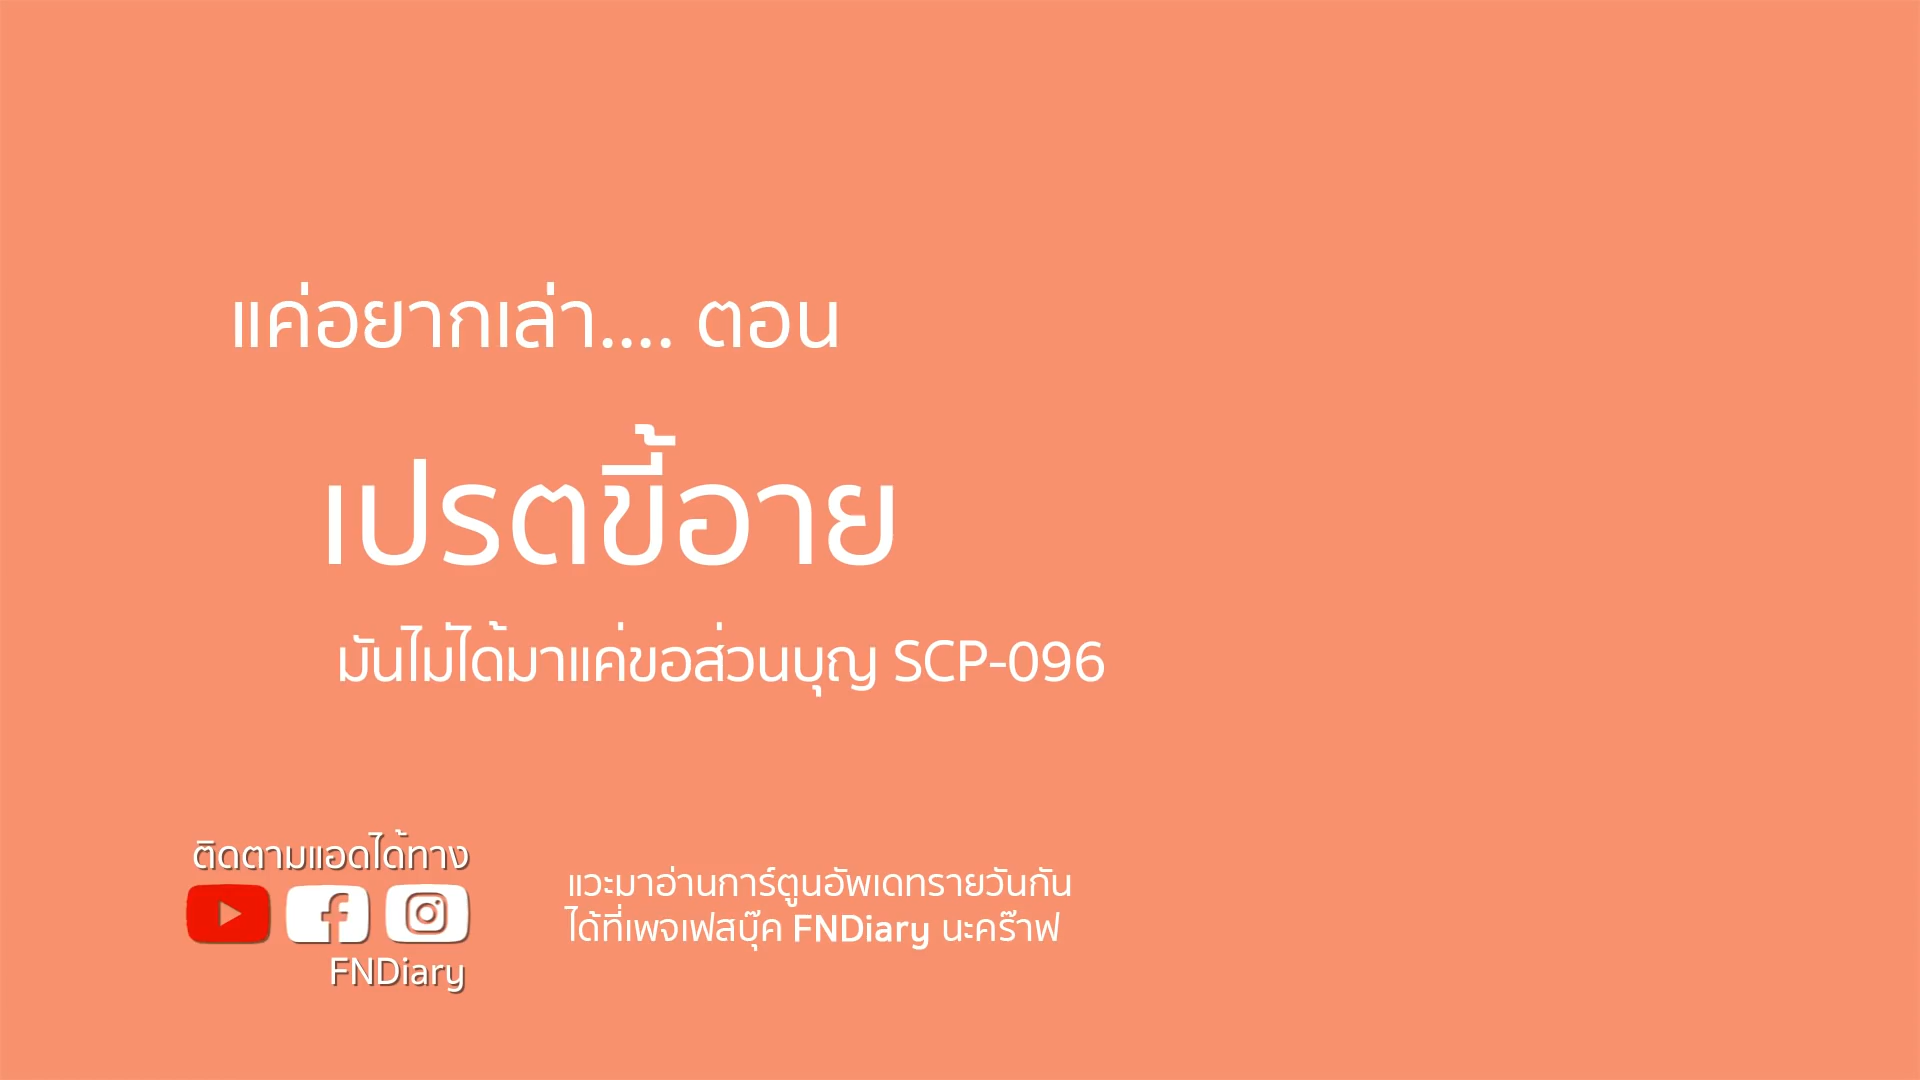 แค่อยากเล่า.... ตอน
เปรตขี้อาย
มันไม่ได้มาแค่ขอส่วนบุญ SCP-096
ติดตามแอดได้ทาง
FNDiary
แวะมาอ่านการ์ตูนอัพเดทรายวันกัน
ได้ที่เพจเฟสบุ๊ค FNDiary นะคร๊าฟ